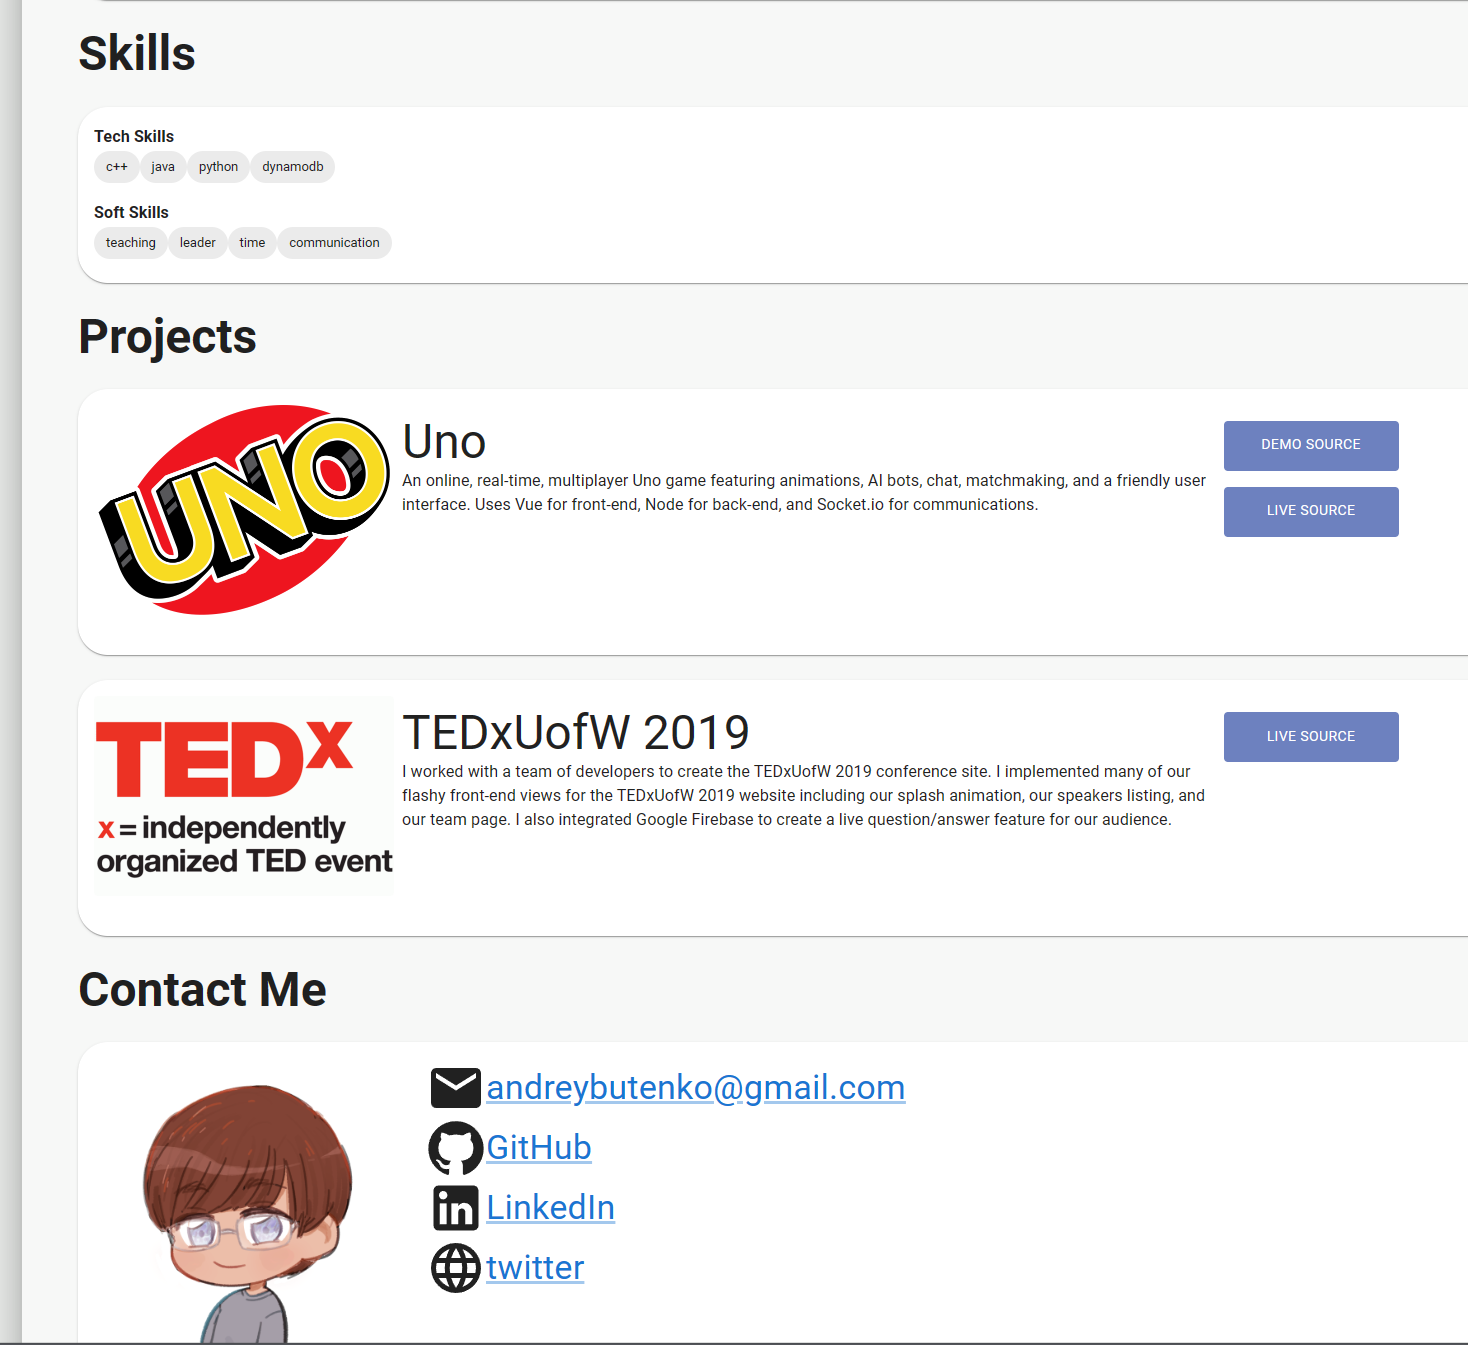 Skills
Tech Skills
c++ java python dynamodb
Soft Skills
teaching leader time communication
Projects
UNO
Uno
An online, real-time, multiplayer Uno game featuring animations, AI bots, chat, matchmaking, and a friendly user
interface. Uses Vue for front-end, Node for back-end, and Socket.io for communications.
DEMO SOURCE
LIVE SOURCE
TEDx
x = independently
organized TED event
TEDxUofW 2019
I worked with a team of developers to create the TEDxUofW 2019 conference site. I implemented many of our
flashy front-end views for the TEDxUofW 2019 website including our splash animation, our speakers listing, and
our team page. I also integrated Google Firebase to create a live question/answer feature for our audience.
LIVE SOURCE
Contact Me
andreybutenko@gmail.com
GitHub
in LinkedIn
twitter